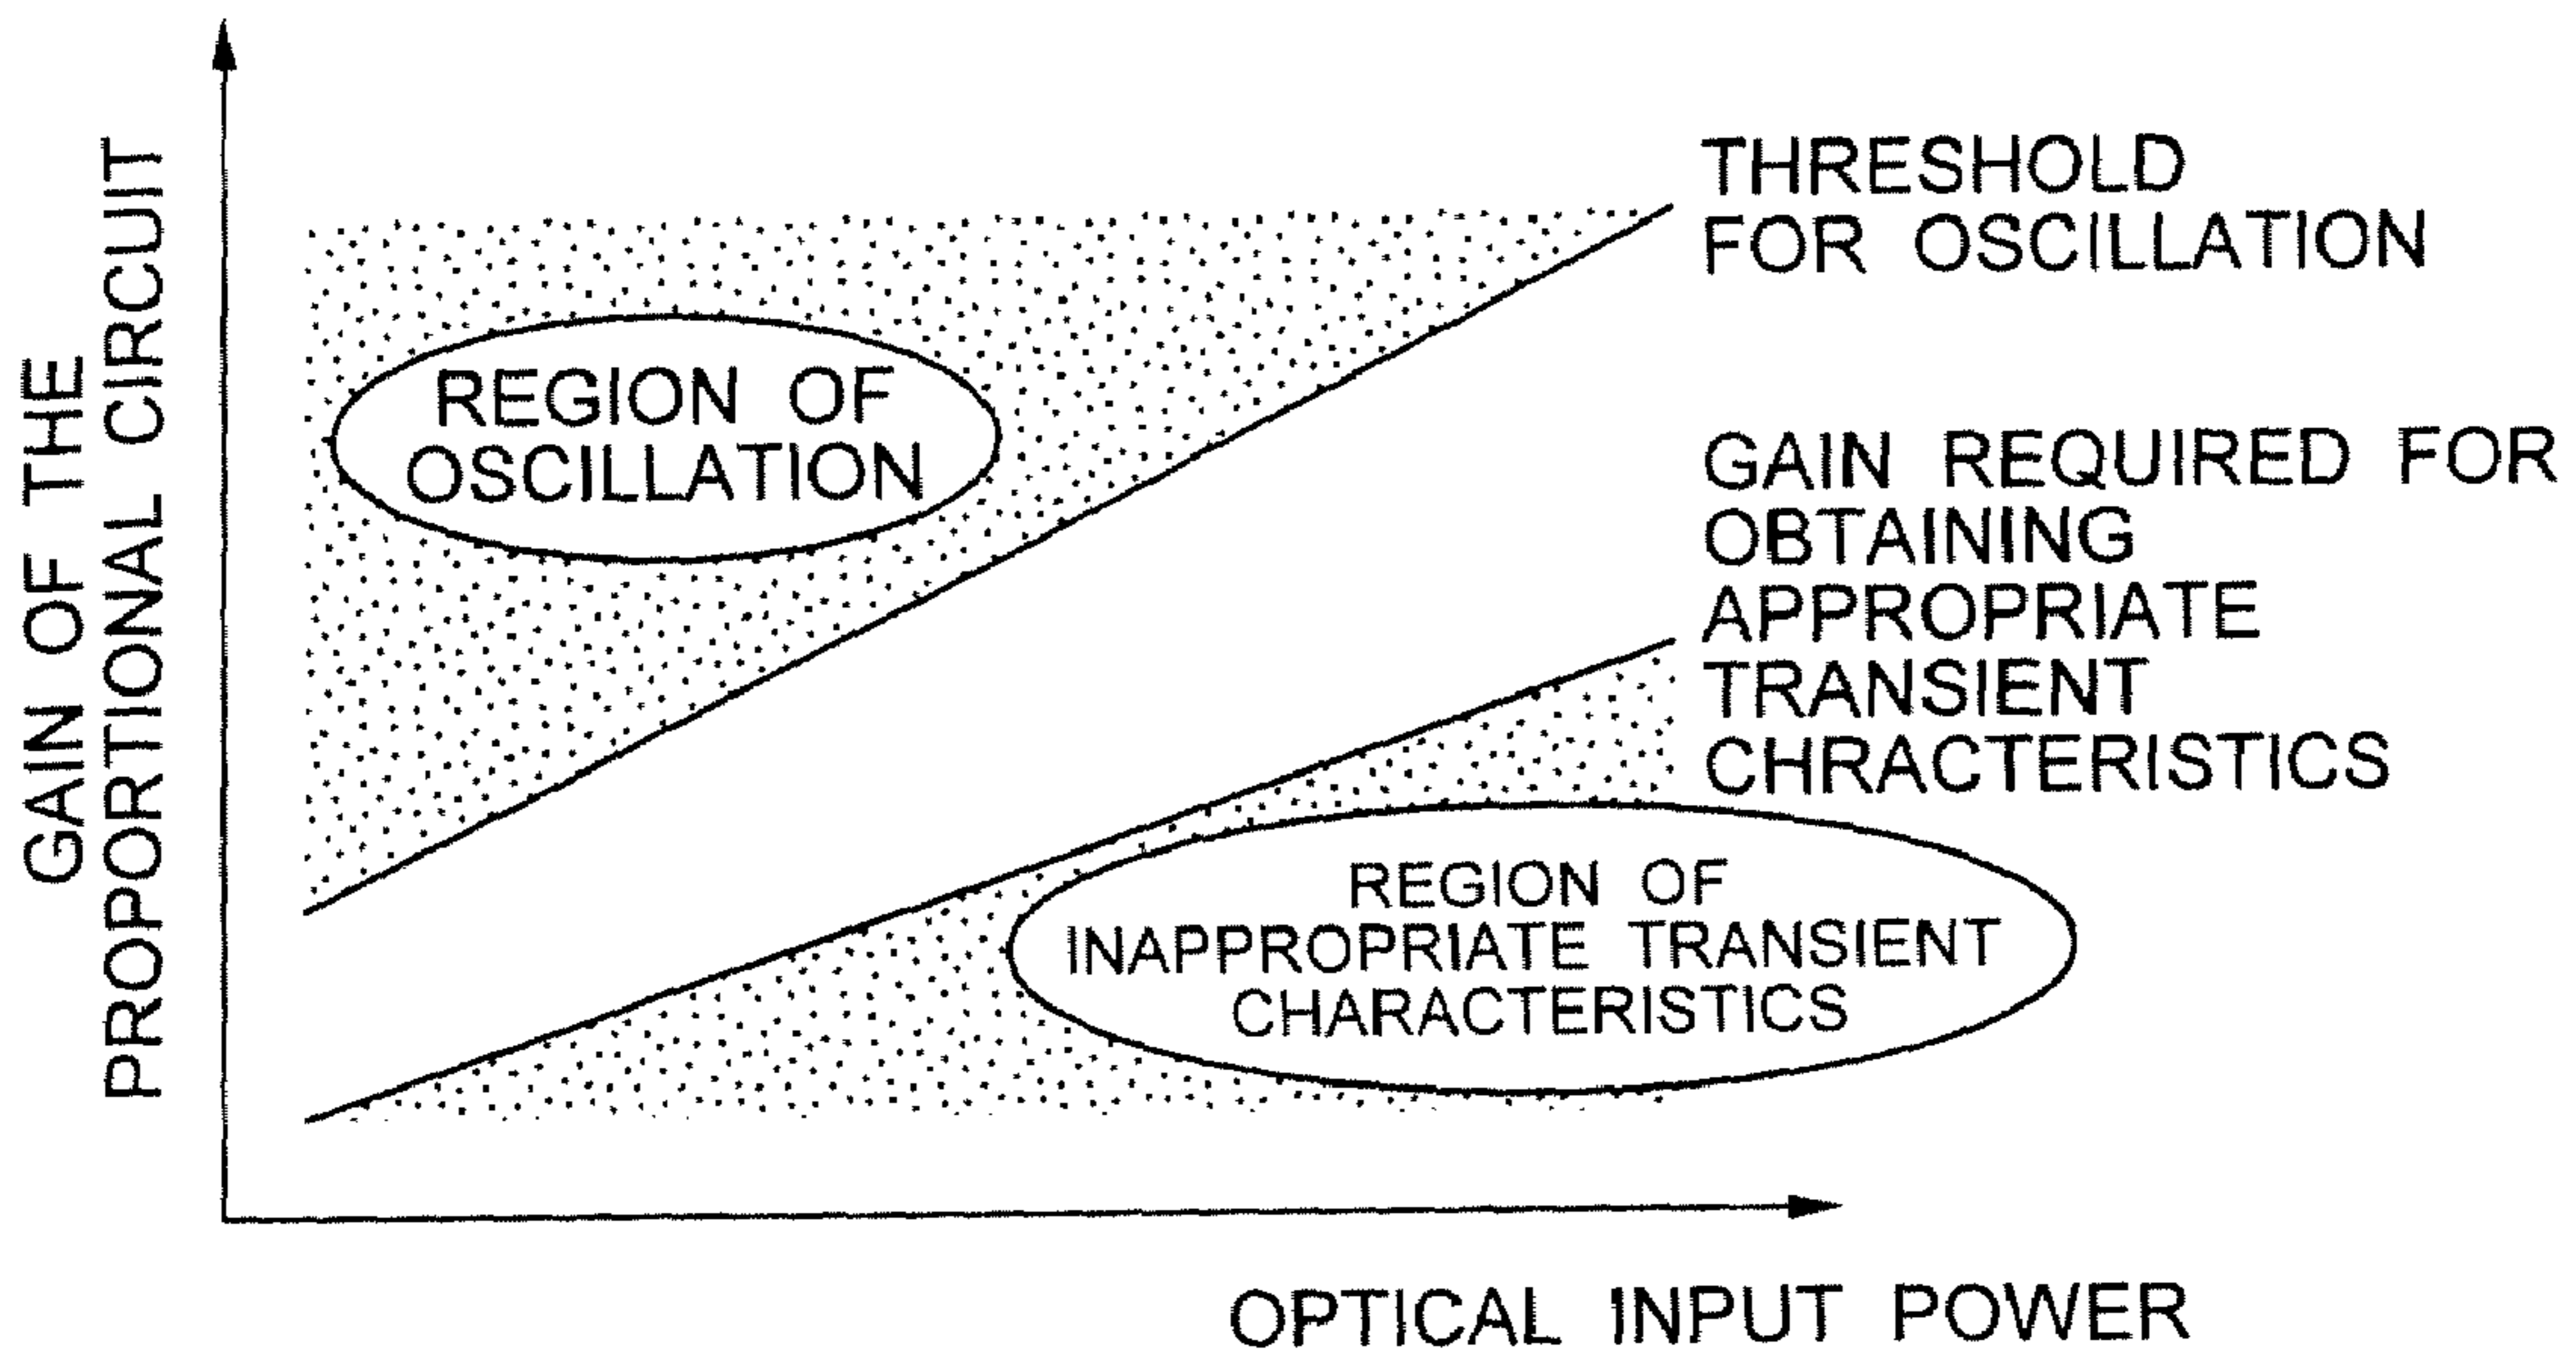 GAIN OF THE
PROPORTIONAL CIRCUIT
THRESHOLD
FOR OSCILLATION
REGION OF
OSCILLATION
GAIN REQUIRED FOR
OBTAINING
APPROPRIATE
TRANSIENT
CHRACTERISTICS
REGION OF
INAPPROPRIATE TRANSIENT
CHARACTERISTICS
OPTICAL INPUT POWER